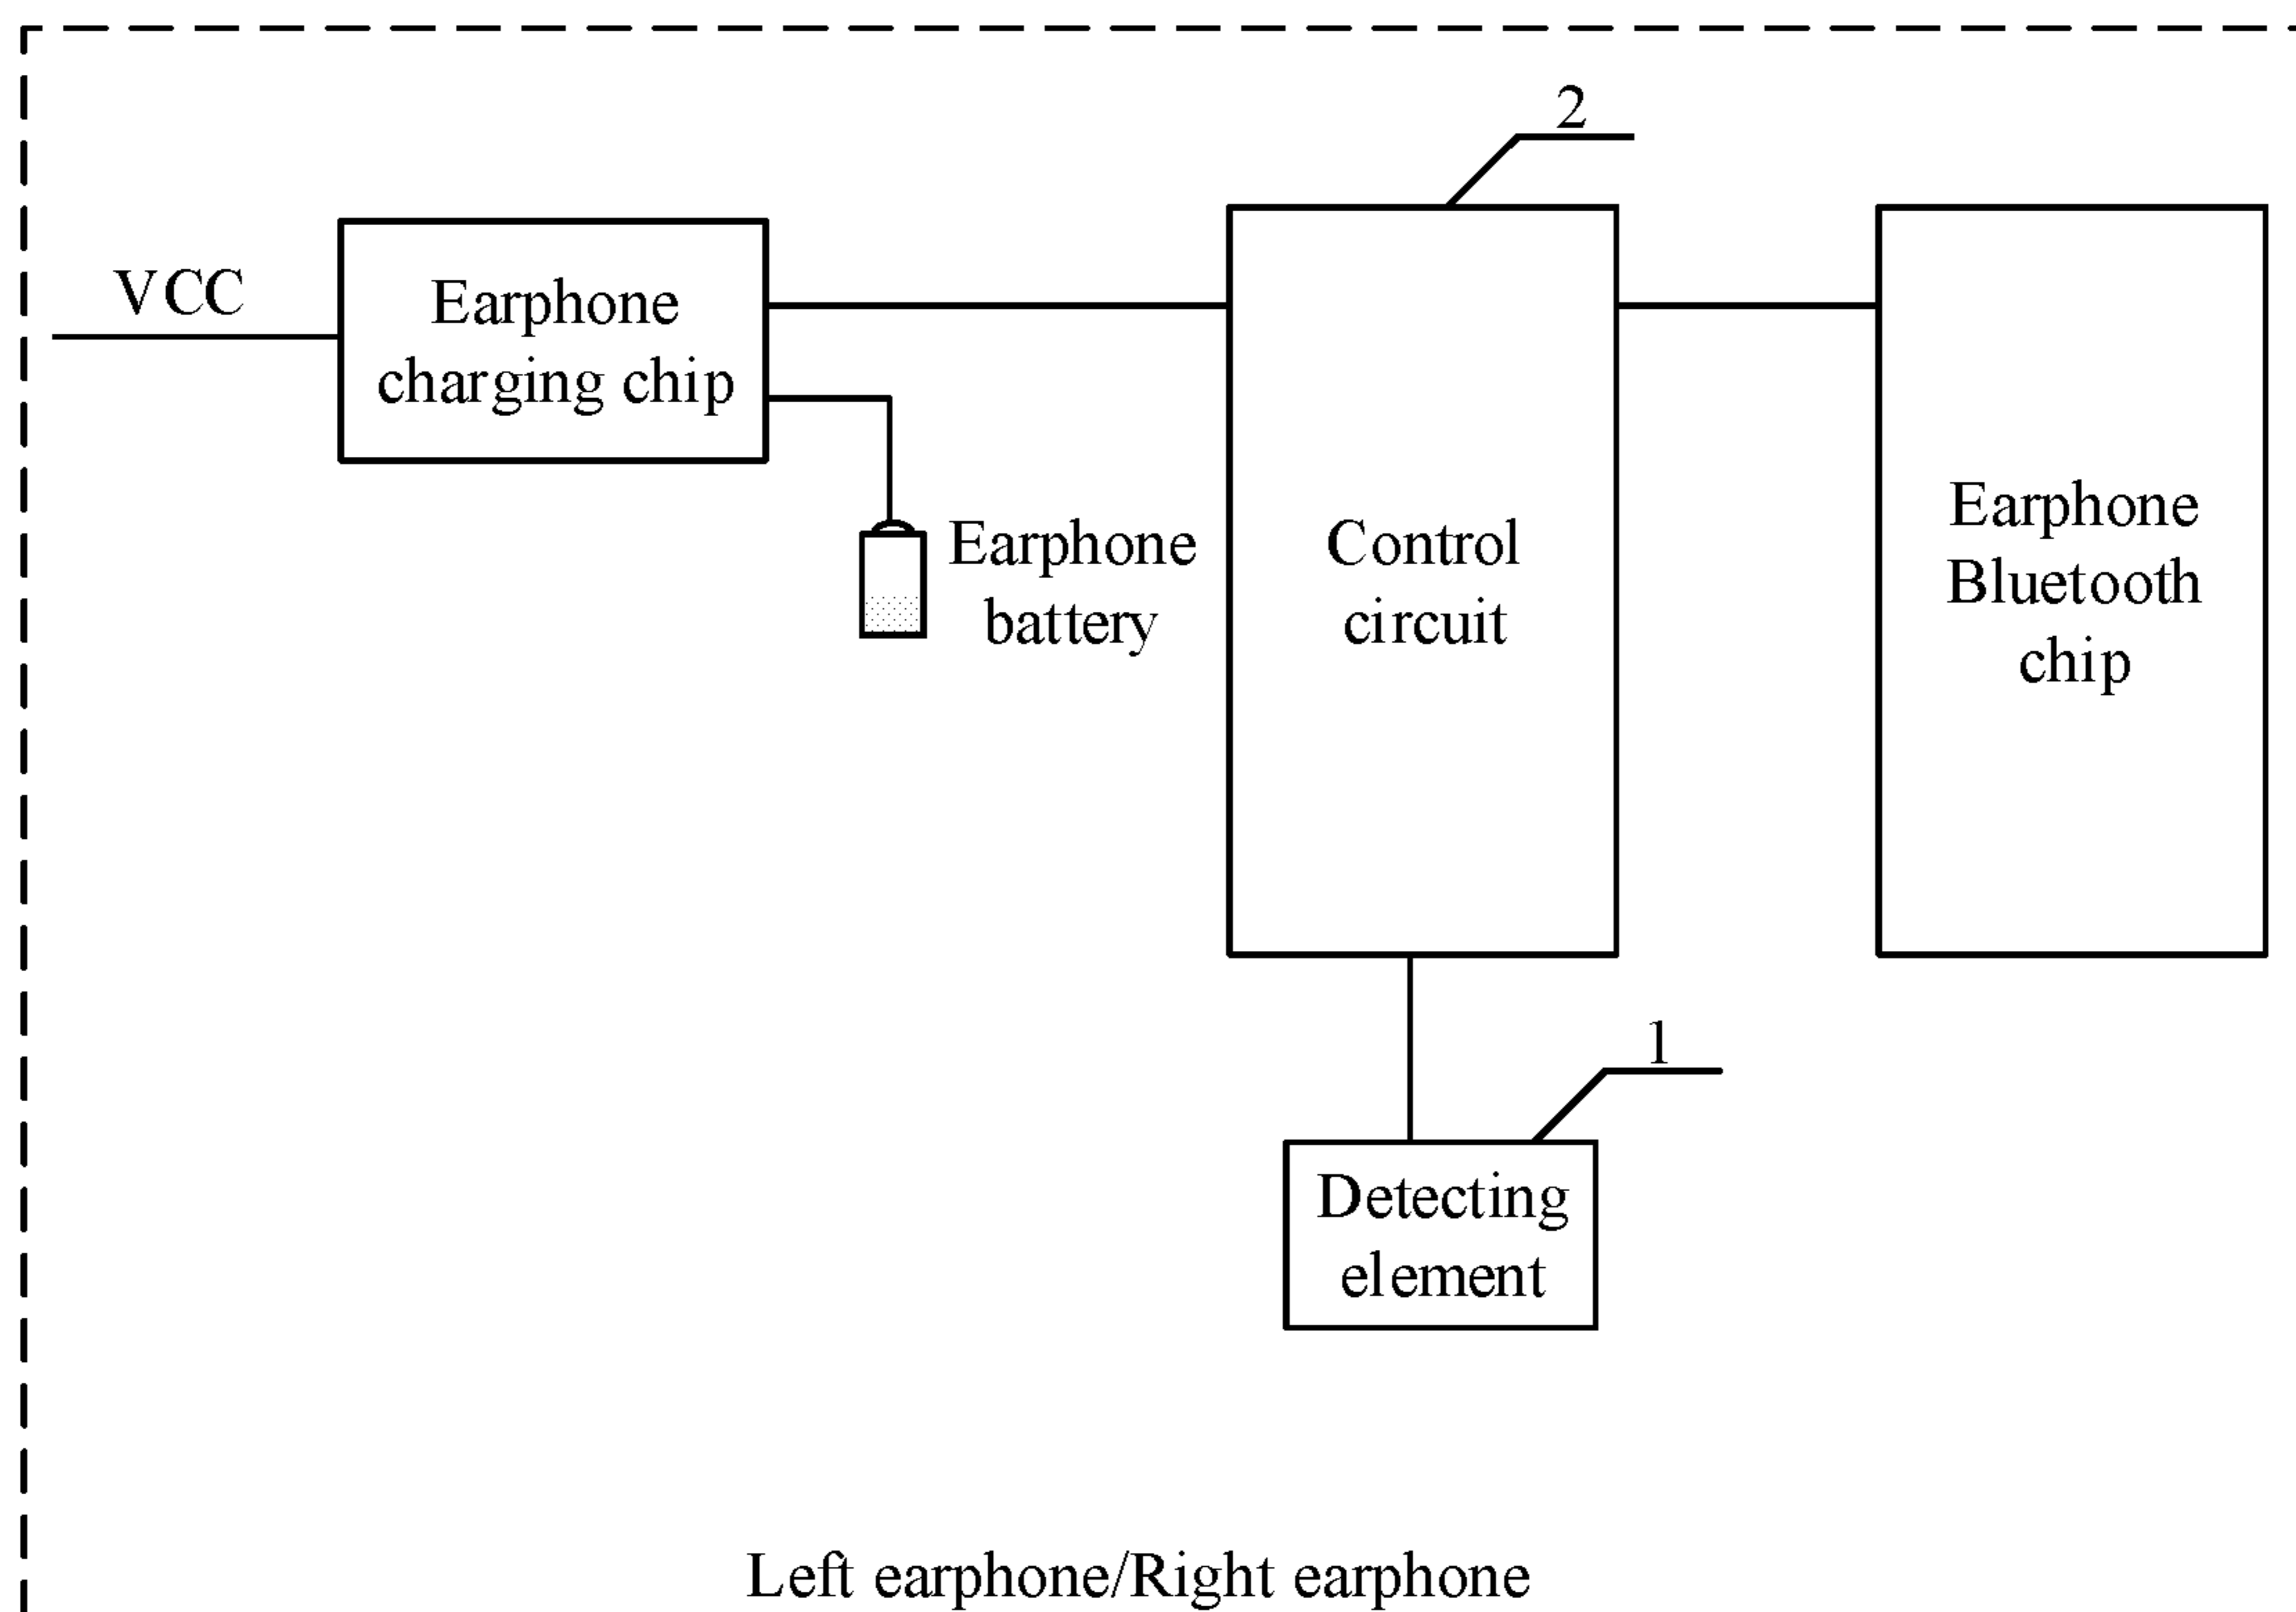 2
VCC
Earphone
charging chip
Earphone
battery
Control
circuit
Earphone
Bluetooth
chip
1
Detecting
element
Left earphone/Right earphone